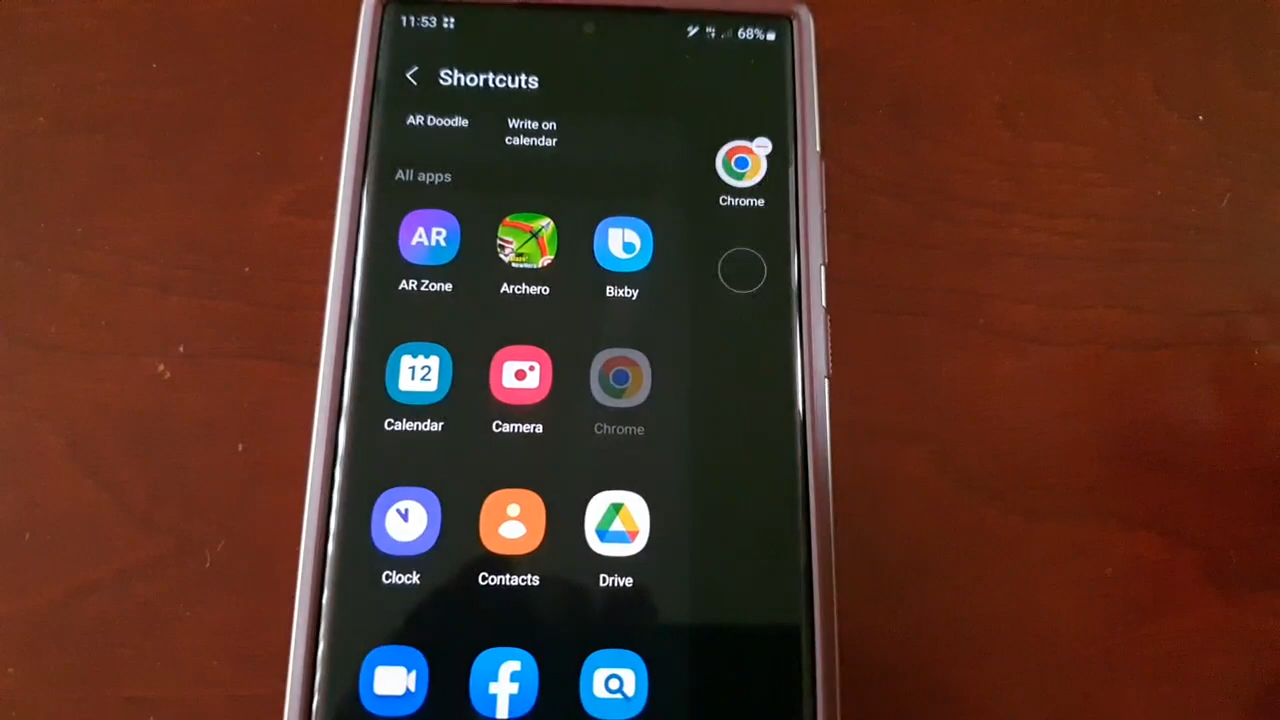 11:53
68%
Shortcuts
AR Doodle
Write on
calendar
All apps
Chrome
AR
AR Zone
Archero
Bixby
12
Calendar
Camera
Chrome
Clock
Contacts
Drive